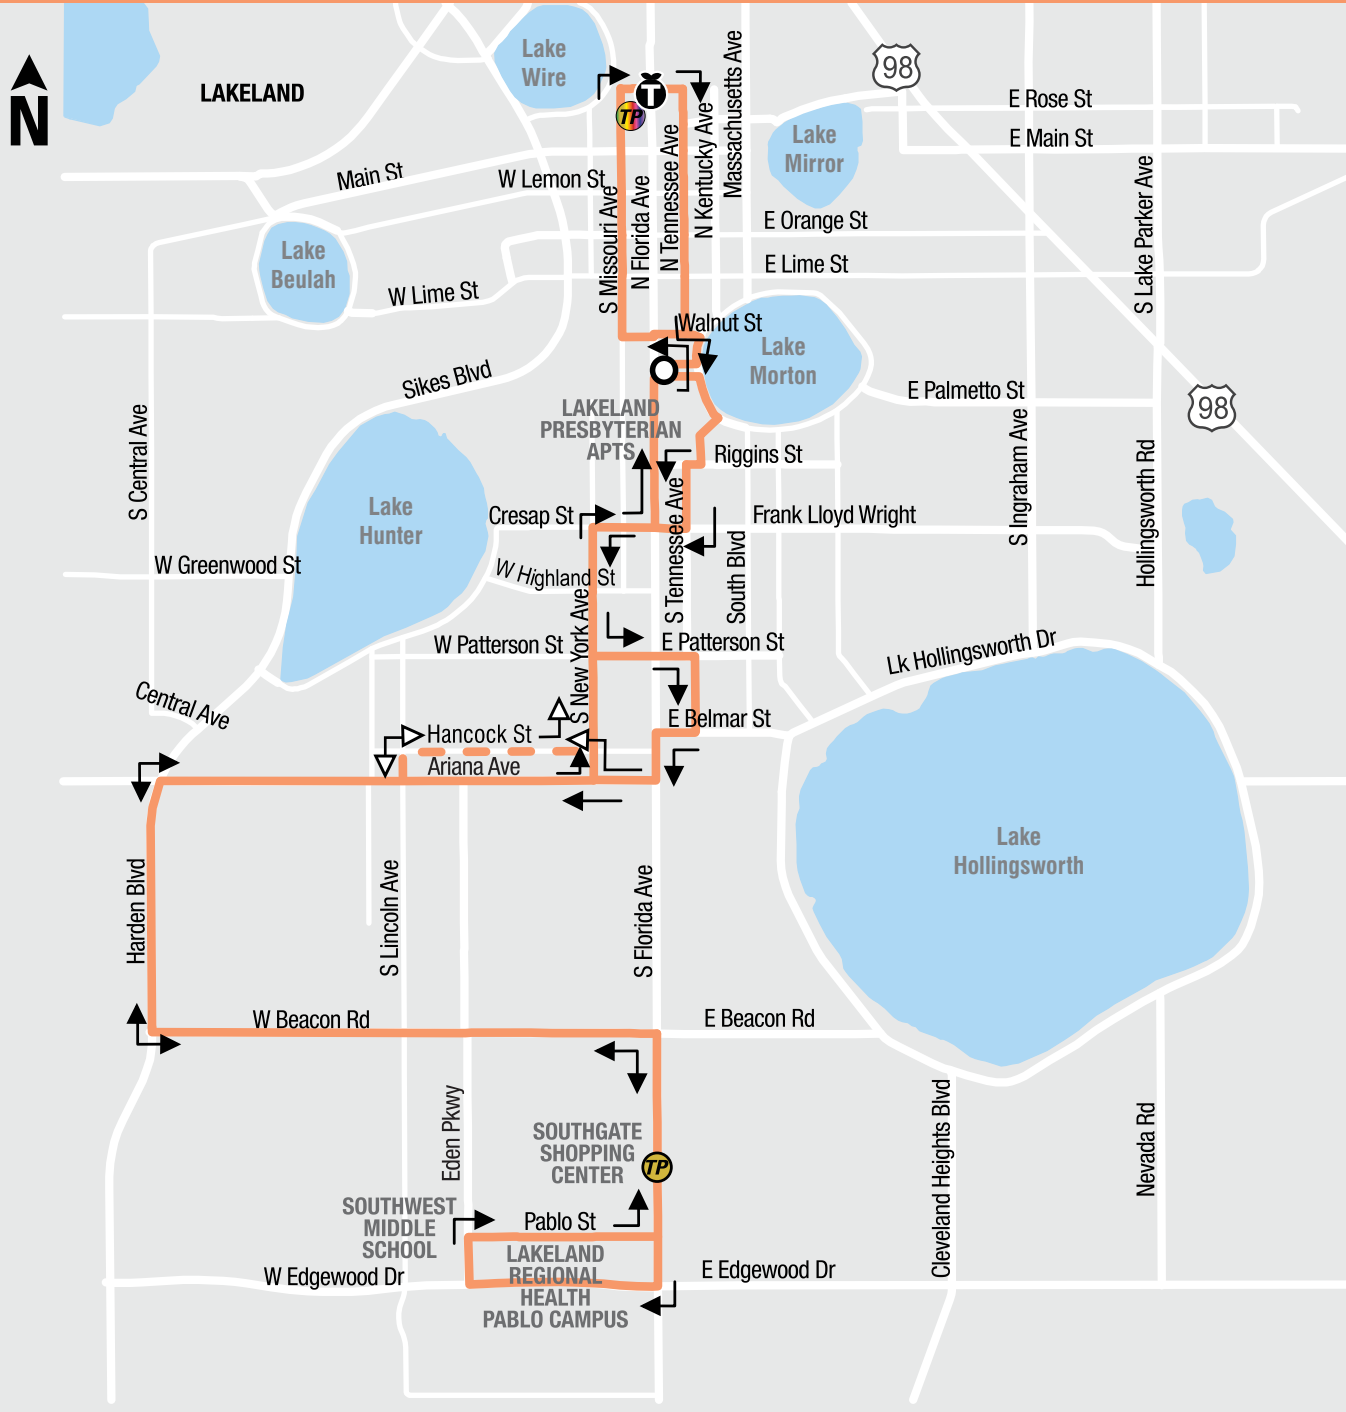 N
LAKELAND
Lake
Wire
T
TP
98
E Rose St
E Main St
Lake
Mirror
Main St
W Lemon St
S Missouri Ave
N Florida Ave
N Tennessee Ave
N Kentucky Ave
Massachusetts Ave
S Lake Parker Ave
E Orange St
E Lime St
Lake
Beulah
W Lime St
Walnut St
Lake
Morton
Sikes Blvd
E Palmetto St
98
S Central Ave
LAKELAND
PRESBYTERIAN
APTS
Riggins St
S Ingraham Ave
Hollingsworth Rd
Lake
Hunter
Cresap St
Frank Lloyd Wright
W Greenwood St
W Highland St
S New York Ave
S Tennessee Ave
South Blvd
W Patterson St
E Patterson St
Lk Hollingsworth Dr
Central Ave
E Belmar St
Hancock St
Ariana Ave
Lake
Hollingsworth
Harden Blvd
S Lincoln Ave
S Florida Ave
W Beacon Rd
E Beacon Rd
Eden Pkwy
SOUTHGATE
SHOPPING
CENTER
TP
Cleveland Heights Blvd
Nevada Rd
SOUTHWEST
MIDDLE
SCHOOL
Pablo St
LAKELAND
REGIONAL
HEALTH
PABLO CAMPUS
W Edgewood Dr
E Edgewood Dr